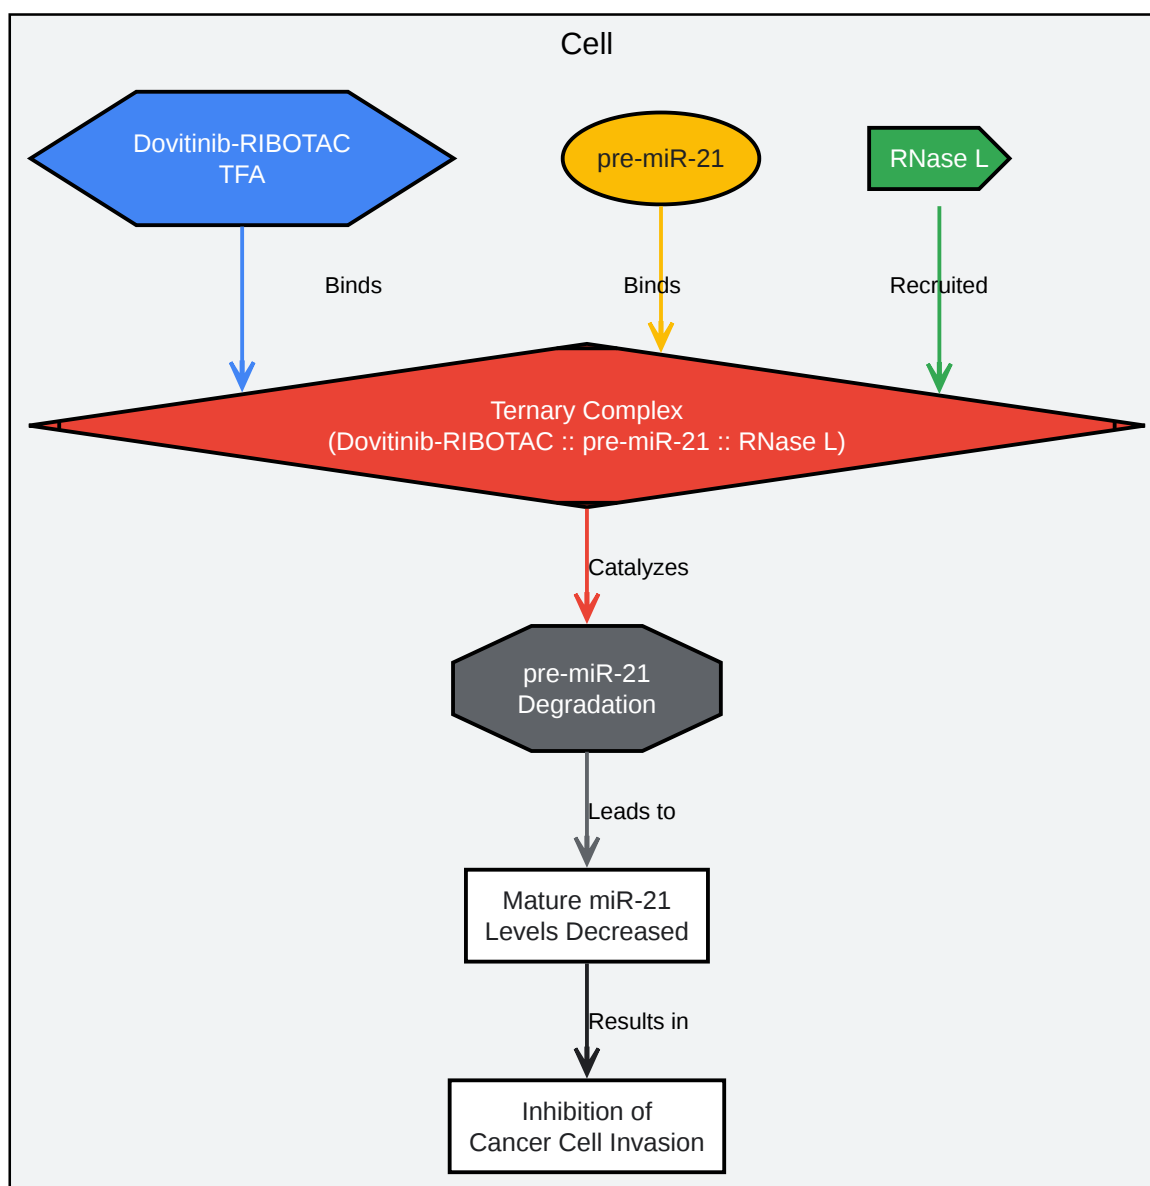 Cell
Dovitinib-RIBOTAC
TFA
pre-miR-21
RNase L
Binds
Binds
Recruited
Ternary Complex
(Dovitinib-RIBOTAC :: pre-miR-21 :: RNase L)
Catalyzes
pre-miR-21
Degradation
Leads to
Mature miR-21
Levels Decreased
Results in
Inhibition of
Cancer Cell Invasion